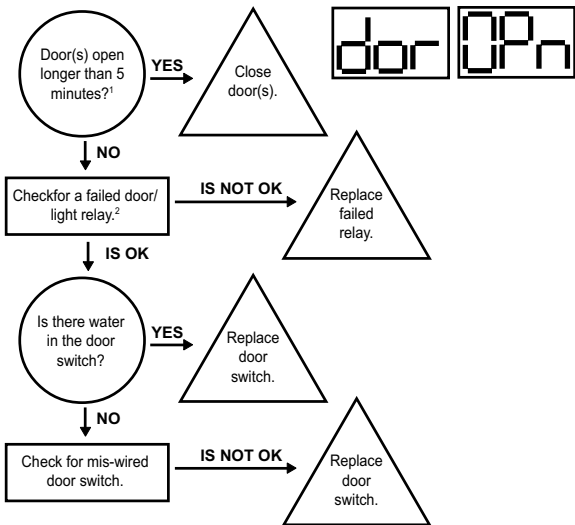 dor OPn
Door(s) open
longer than 5
minutes?¹
YES
Close
door(s).
NO
Checkfor a failed door/
light relay.²
IS NOT OK
Replace
failed
relay.
IS OK
Is there water
in the door
switch?
YES
Replace
door
switch.
NO
Check for mis-wired
door switch.
IS NOT OK
Replace
door
switch.